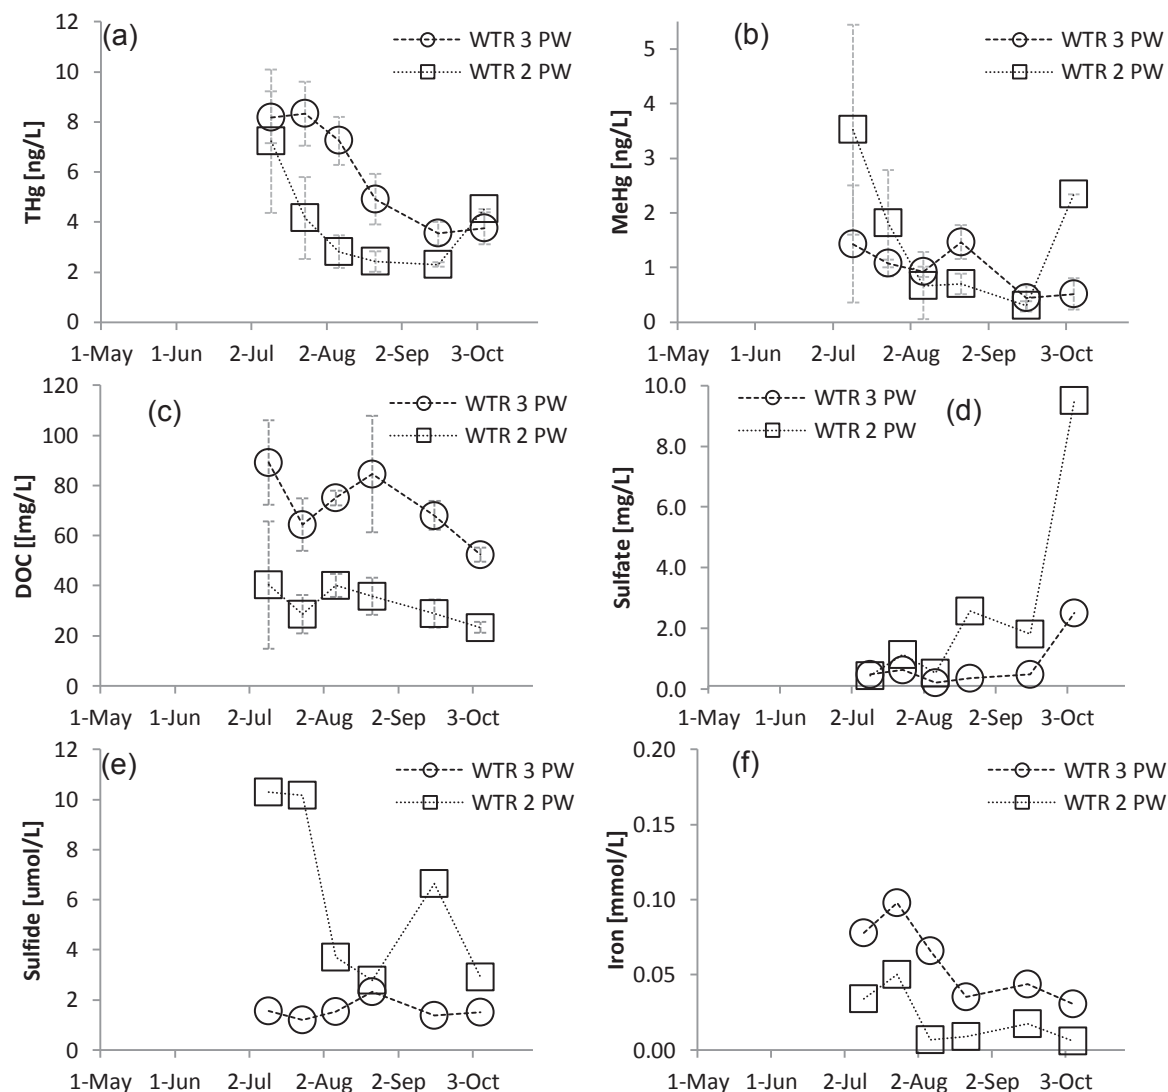 (a)
WTR 3 PW
WTR 2 PW
THg [ng/L]
12
10
8
6
4
2
0
1-May 1-Jun 2-Jul 2-Aug 2-Sep 3-Oct
(b)
WTR 3 PW
WTR 2 PW
MeHg [ng/L]
5
4
3
2
1
0
1-May 1-Jun 2-Jul 2-Aug 2-Sep 3-Oct
(c)
WTR 3 PW
WTR 2 PW
DOC [[mg/L]
120
100
80
60
40
20
0
1-May 1-Jun 2-Jul 2-Aug 2-Sep 3-Oct
(d)
WTR 3 PW
WTR 2 PW
Sulfate [mg/L]
10.0
8.0
6.0
4.0
2.0
0.0
1-May 1-Jun 2-Jul 2-Aug 2-Sep 3-Oct
(e)
WTR 3 PW
WTR 2 PW
Sulfide [umol/L]
12
10
8
6
4
2
0
1-May 1-Jun 2-Jul 2-Aug 2-Sep 3-Oct
(f)
WTR 3 PW
WTR 2 PW
Iron [mmol/L]
0.20
0.15
0.10
0.05
0.00
1-May 1-Jun 2-Jul 2-Aug 2-Sep 3-Oct